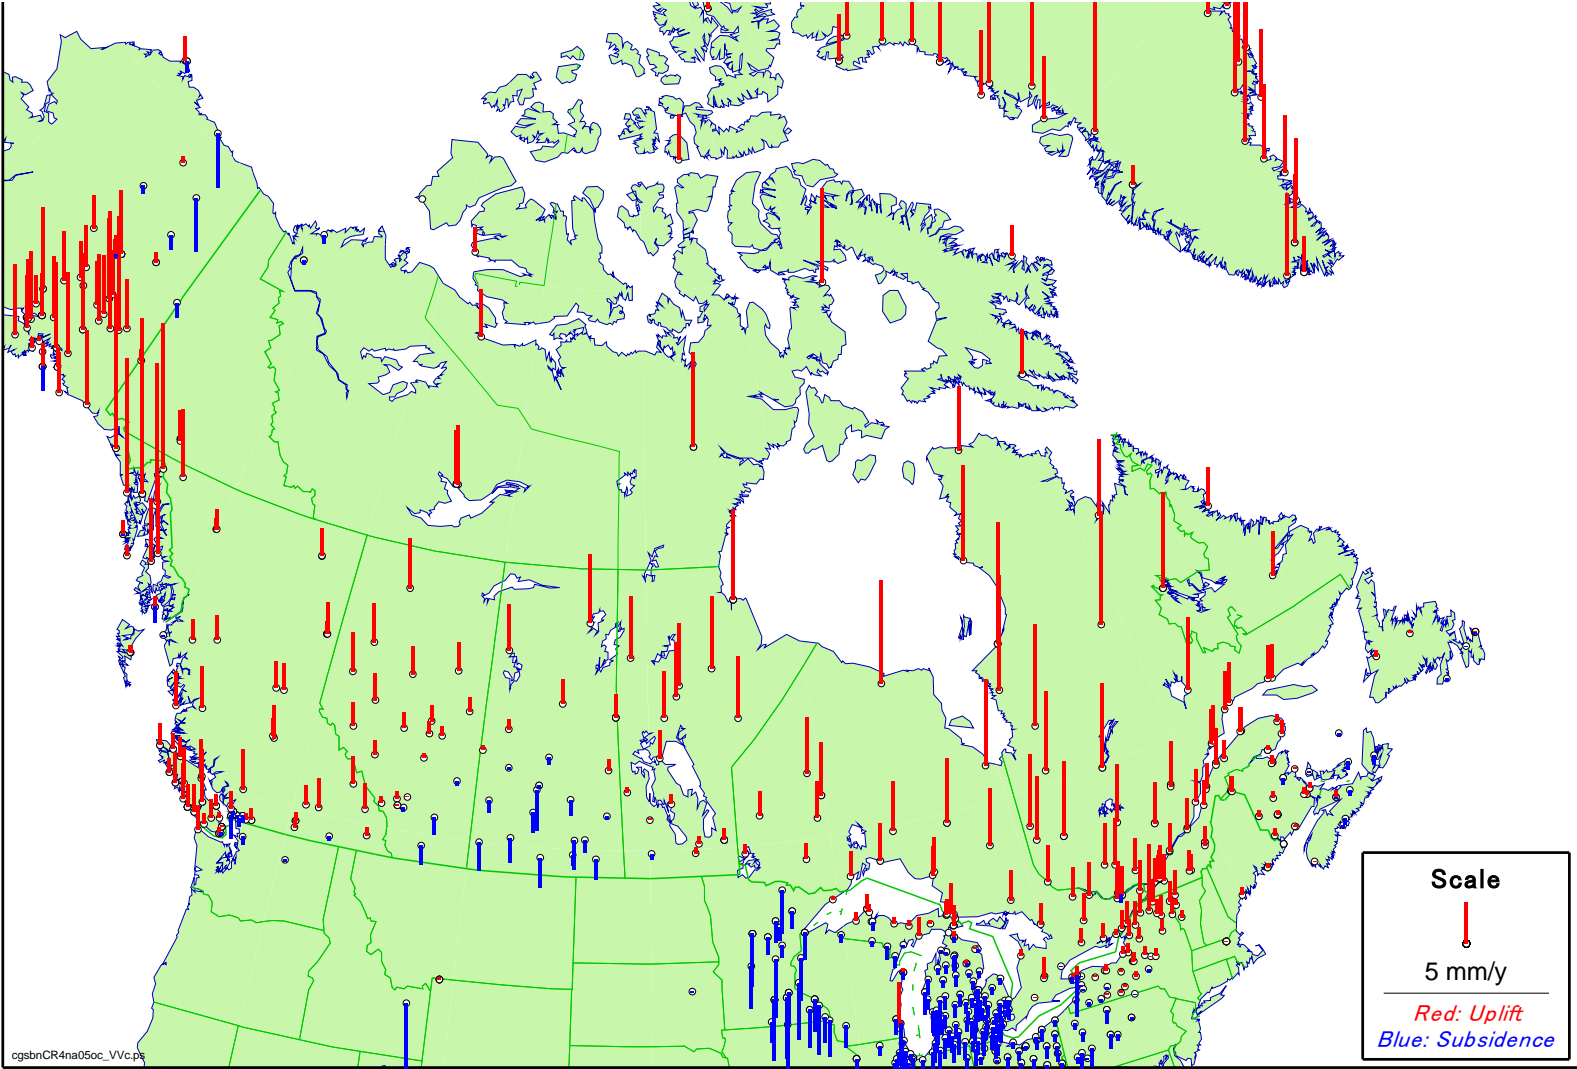 Scale
5 mm/y
Red: Uplift
Blue: Subsidence
cgsbnCR4na05oc_VVc.ps